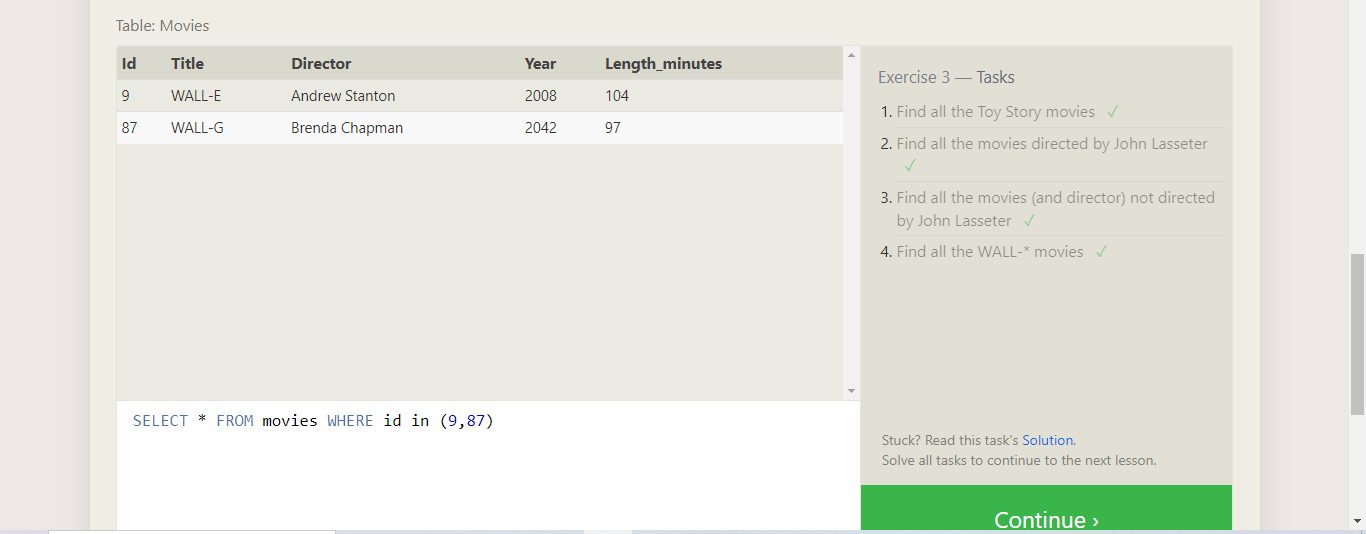 Table: Movies
Id Title Director Year Length_minutes
9 WALL-E Andrew Stanton 2008 104
87 WALL-G Brenda Chapman 2042 97
SELECT * FROM movies WHERE id in (9,87)
Exercise 3 — Tasks
1. Find all the Toy Story movies ✓
2. Find all the movies directed by John Lasseter
✓
3. Find all the movies (and director) not directed
by John Lasseter ✓
4. Find all the WALL-* movies ✓
Stuck? Read this task's Solution.
Solve all tasks to continue to the next lesson.
Continue ›